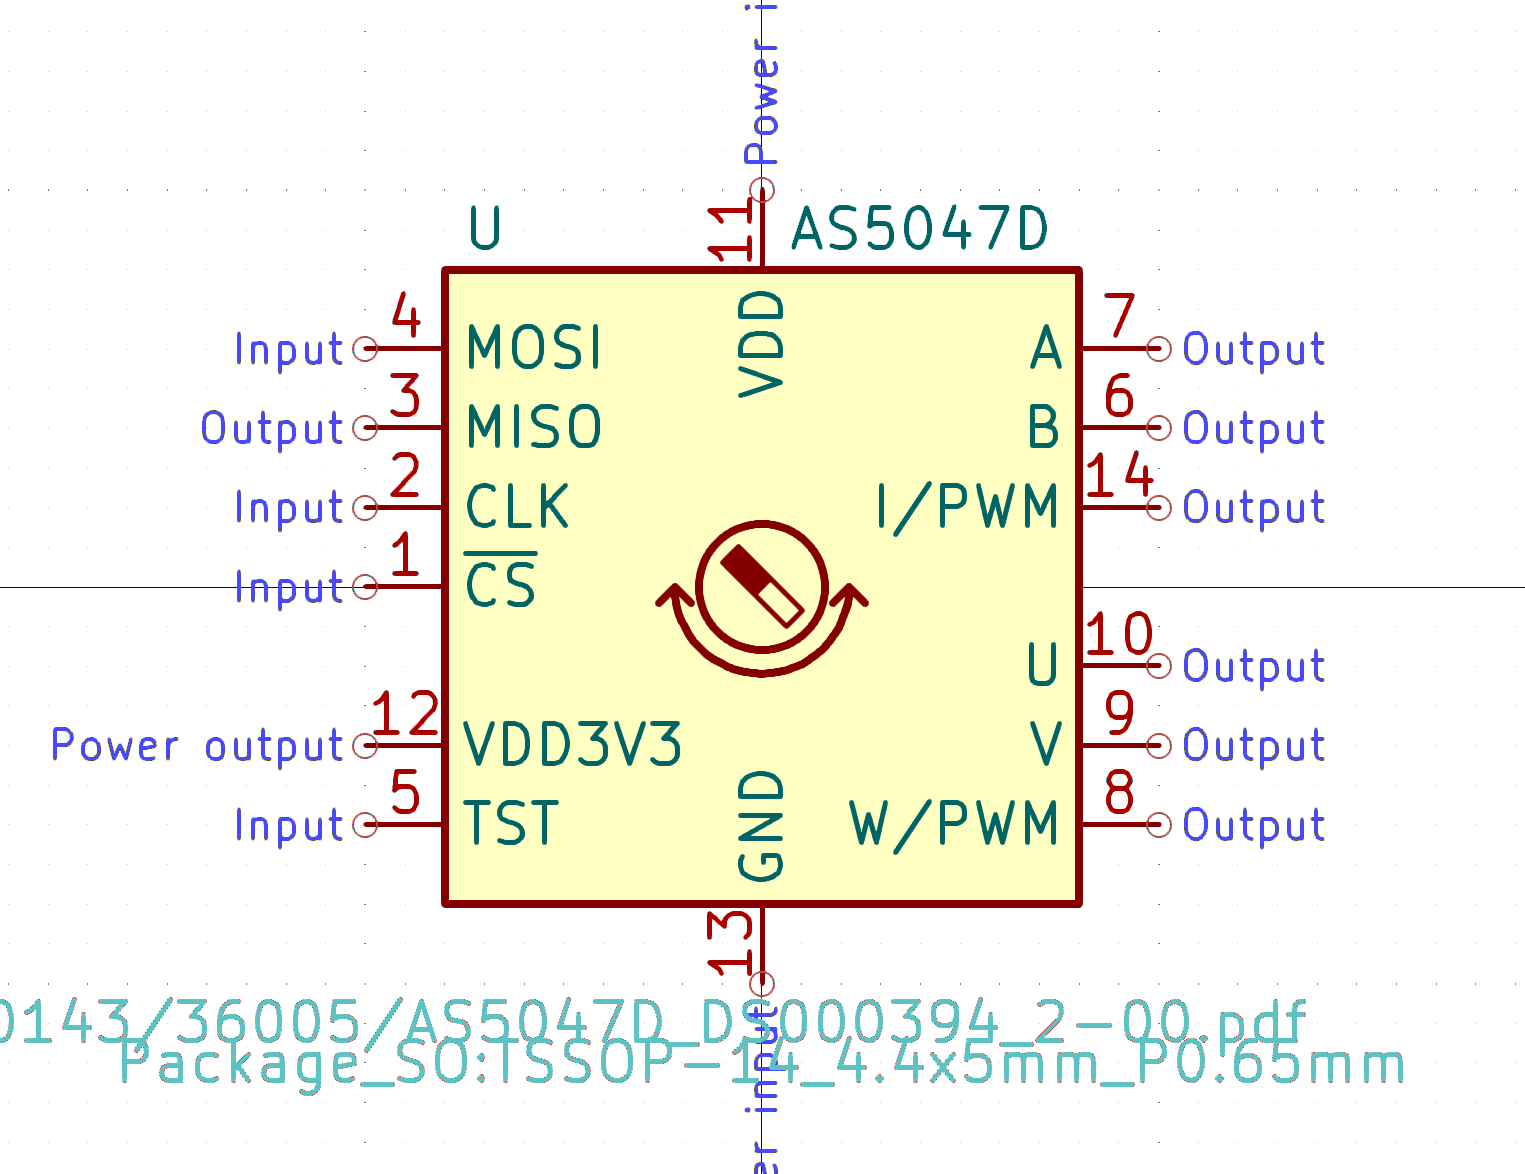 Power i
11
U
AS5047D
VDD
4
Input
MOSI
3
Output
MISO
2
Input
CLK
1
Input
CS
12
Power output
VDD3V3
5
Input
TST
7
A
Output
6
B
Output
14
I/PWM
Output
10
U
Output
9
V
Output
8
W/PWM
Output
GND
13
0143/36005/AS5047D_DS000394_2-00.pdf
Package_SO:TSSOP-14_4.4x5mm_P0.65mm
er input